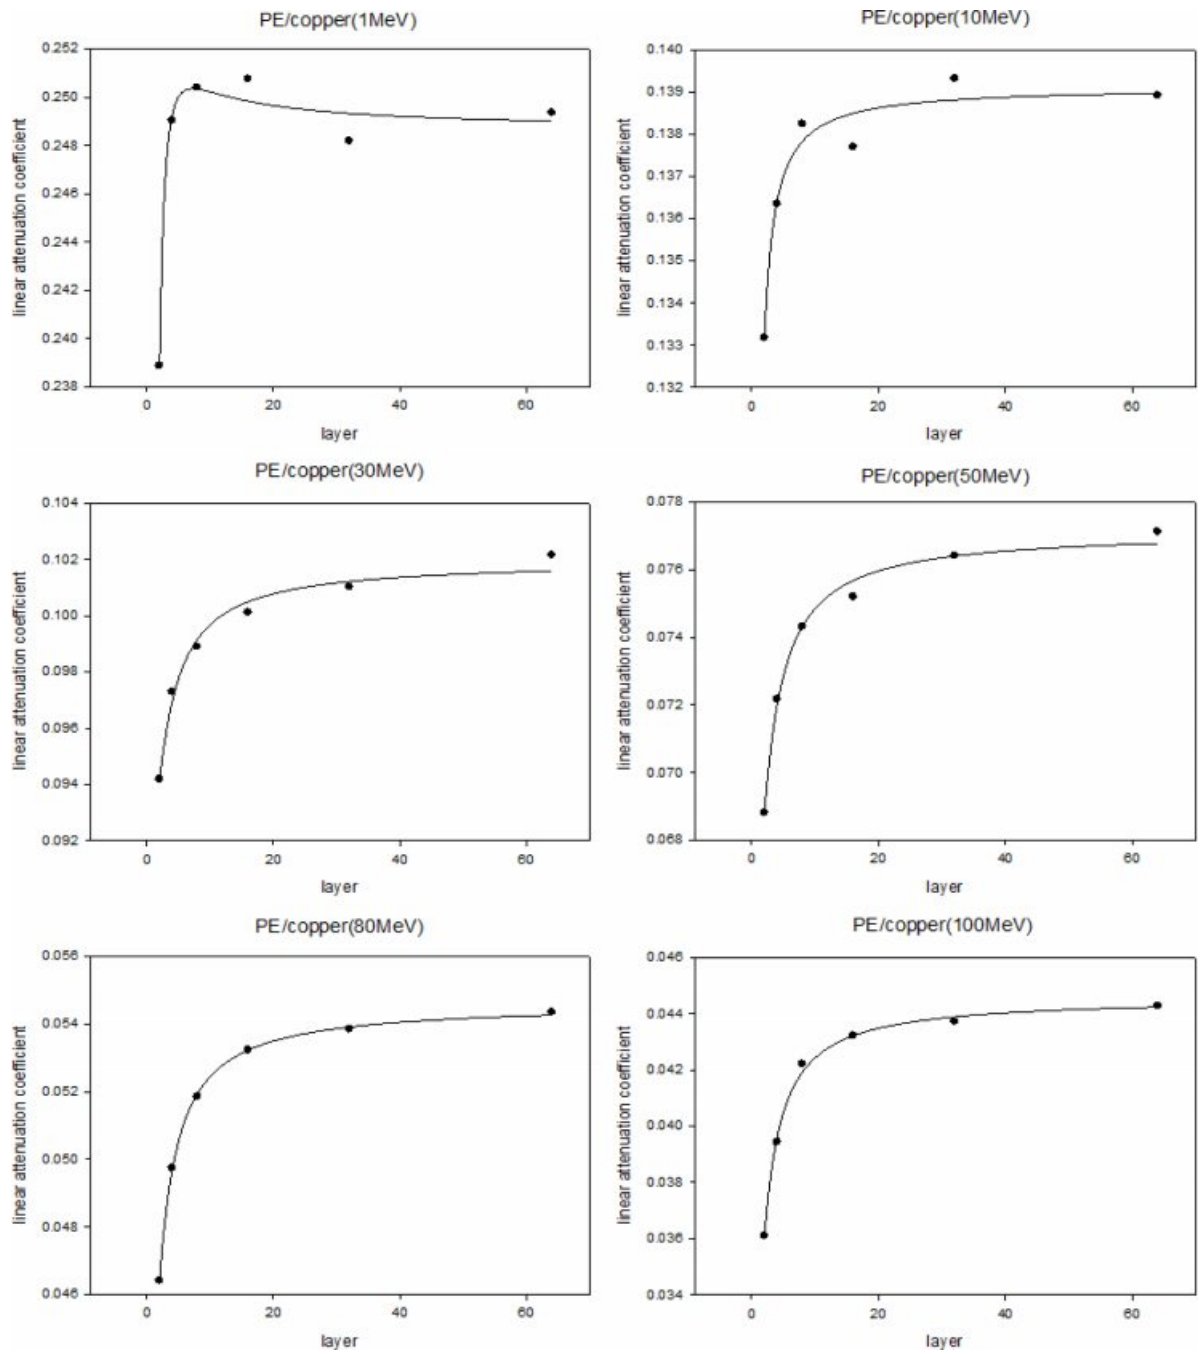 PE/copper(1MeV)
linear attenuation coefficient
0.252
0.250
0.248
0.246
0.244
0.242
0.240
0.238
0 20 40 60
layer
PE/copper(10MeV)
linear attenuation coefficient
0.140
0.139
0.138
0.137
0.136
0.135
0.134
0.133
0.132
0 20 40 60
layer
PE/copper(30MeV)
linear attenuation coefficient
0.104
0.102
0.100
0.098
0.096
0.094
0.092
0 20 40 60
layer
PE/copper(50MeV)
linear attenuation coefficient
0.078
0.076
0.074
0.072
0.070
0.068
0 20 40 60
layer
PE/copper(80MeV)
linear attenuation coefficient
0.056
0.054
0.052
0.050
0.048
0.046
0 20 40 60
layer
PE/copper(100MeV)
linear attenuation coefficient
0.046
0.044
0.042
0.040
0.038
0.036
0.034
0 20 40 60
layer